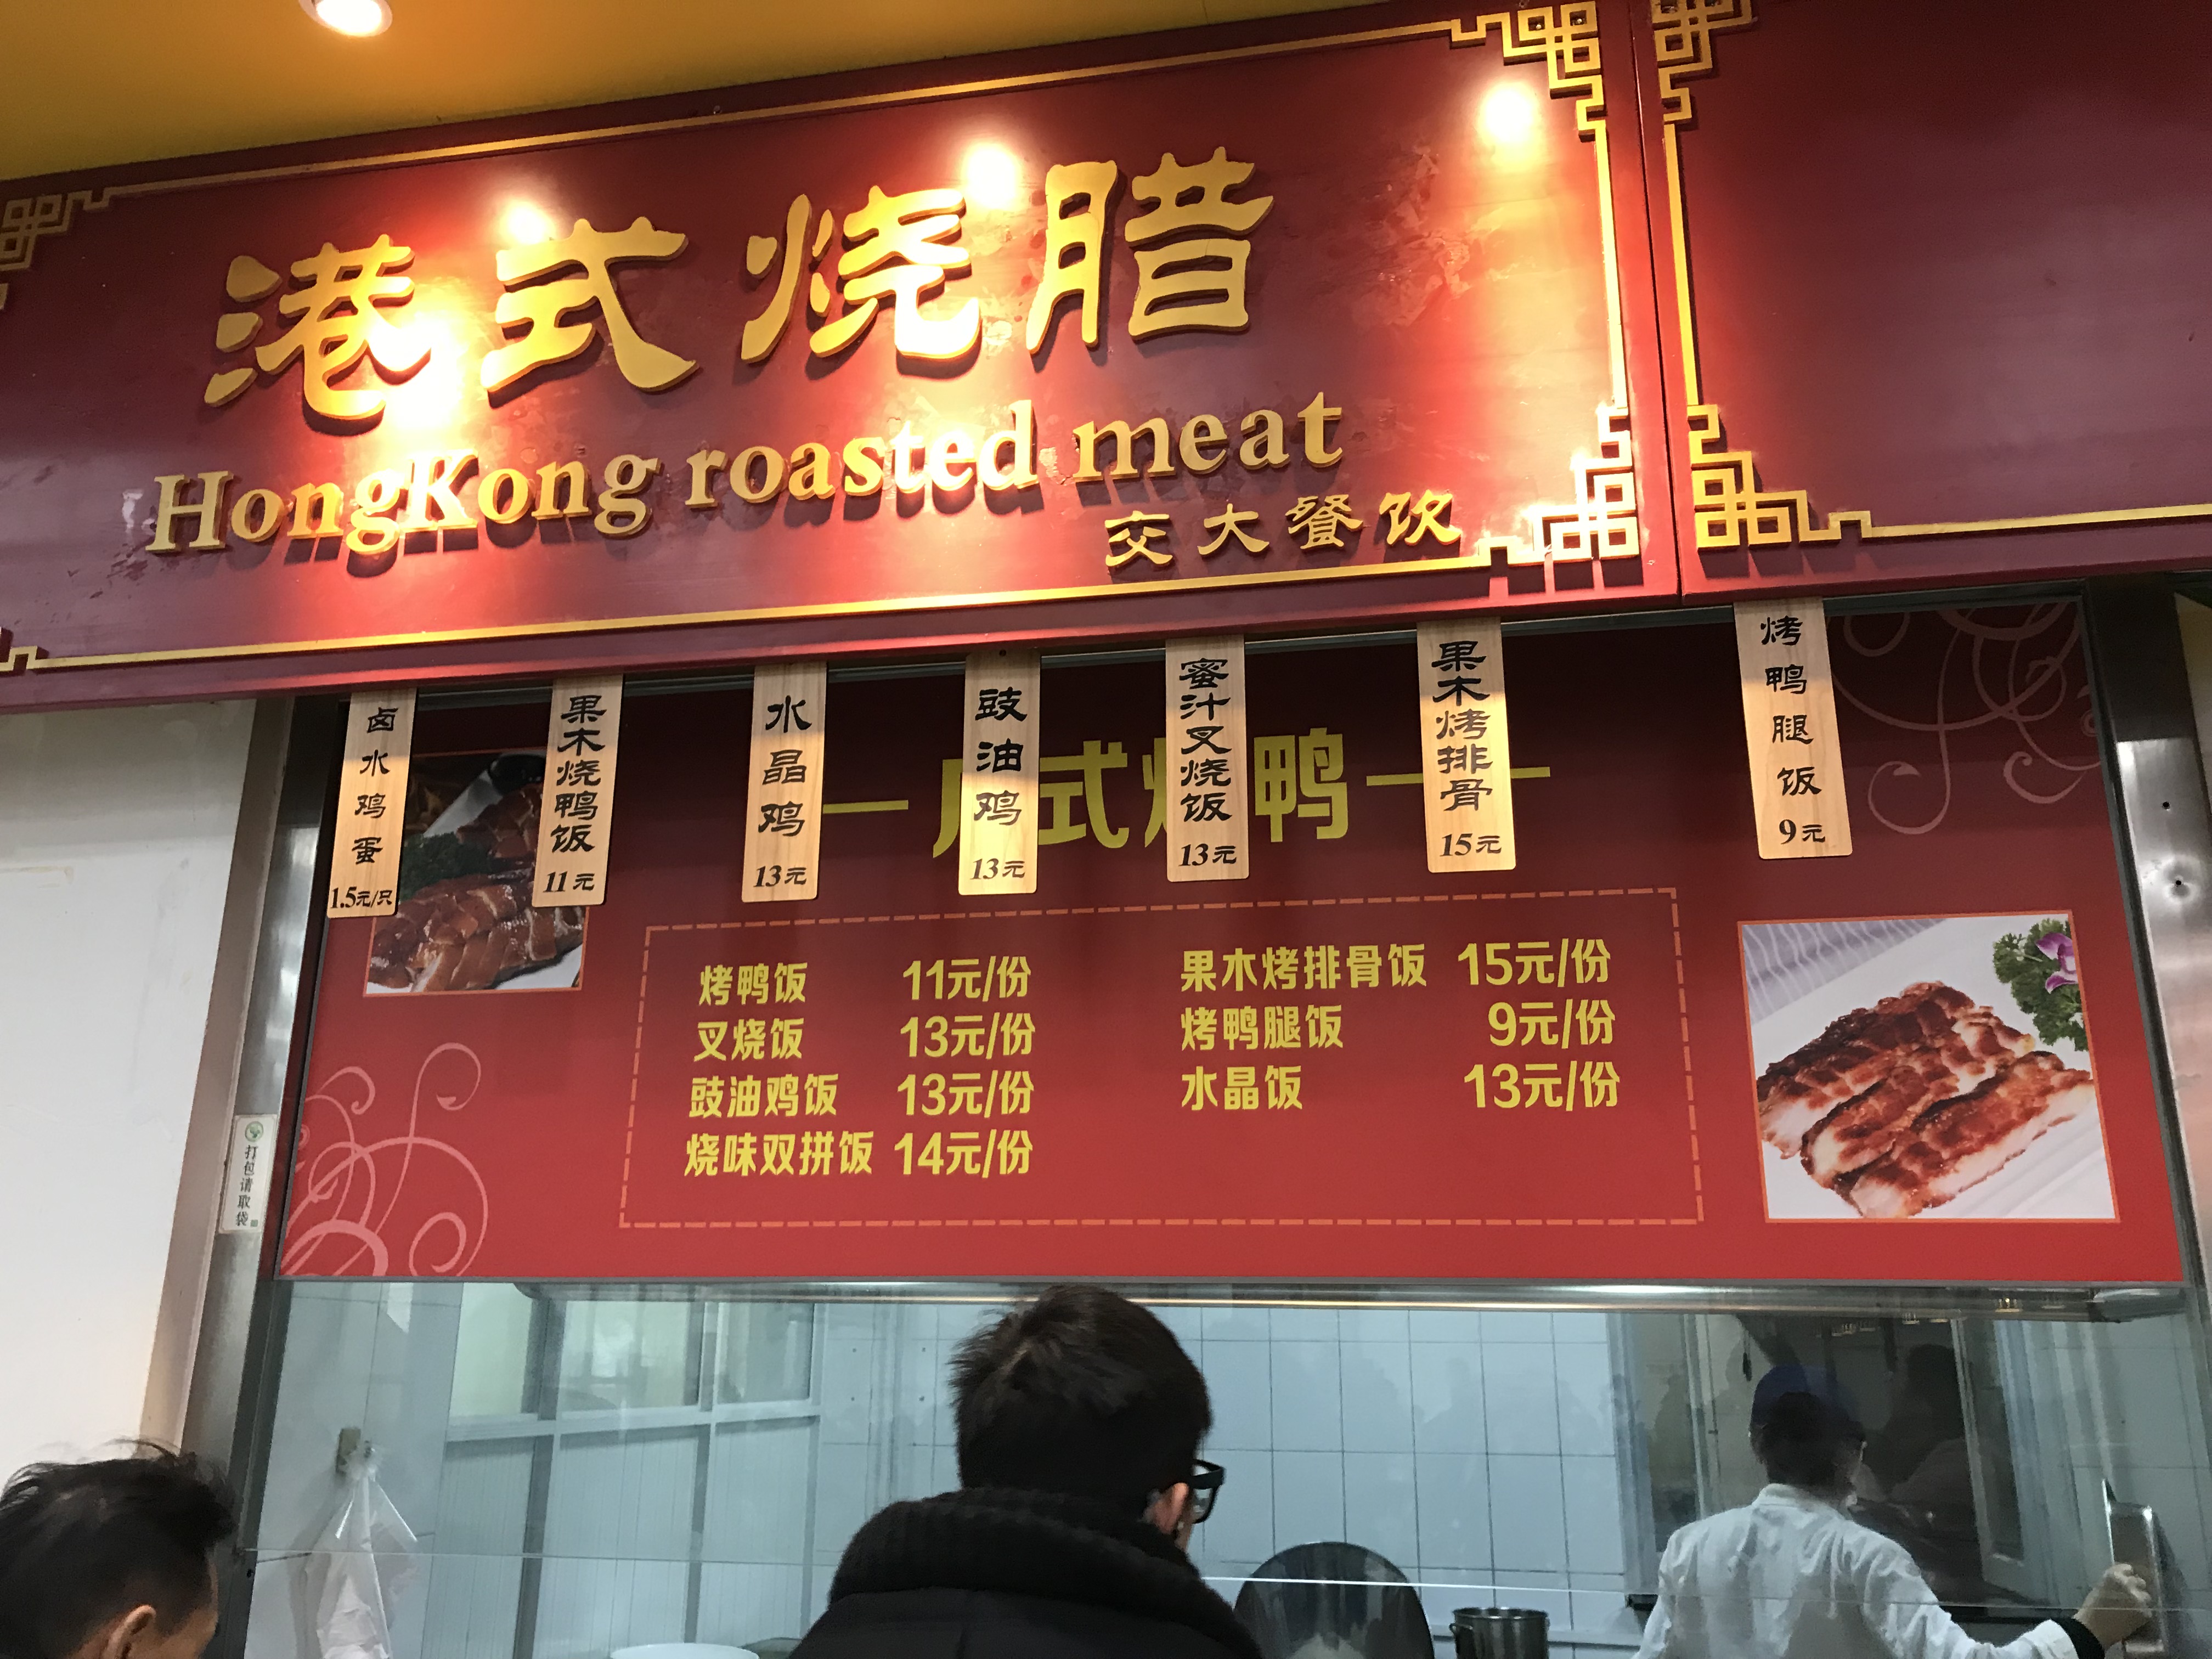 港式烧腊
HongKong roasted meat
交大餐饮
卤水鸡蛋 1.5元/只
果木烧鸭饭 11元
水晶鸡 13元
豉油鸡 13元
蜜汁叉烧饭 13元
果木烤排骨 15元
烤鸭腿饭 9元
式 鸭
烤鸭饭 11元/份
叉烧饭 13元/份
豉油鸡饭 13元/份
烧味双拼饭 14元/份
果木烤排骨饭 15元/份
烤鸭腿饭 9元/份
水晶饭 13元/份
打包请取袋